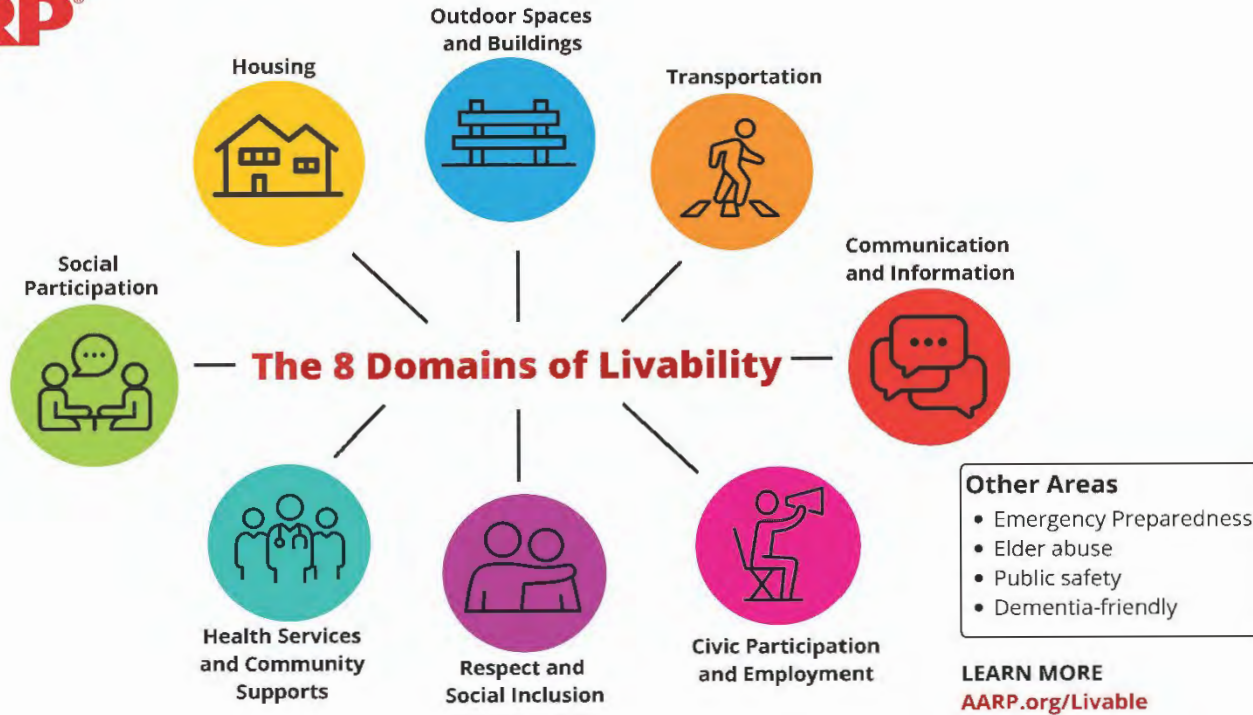 RP®
Outdoor Spaces
and Buildings
Housing
Transportation
Communication
and Information
Social
Participation
The 8 Domains of Livability
Health Services
and Community
Supports
Respect and
Social Inclusion
Civic Participation
and Employment
Other Areas
• Emergency Preparedness
• Elder abuse
• Public safety
• Dementia-friendly
LEARN MORE
AARP.org/Livable